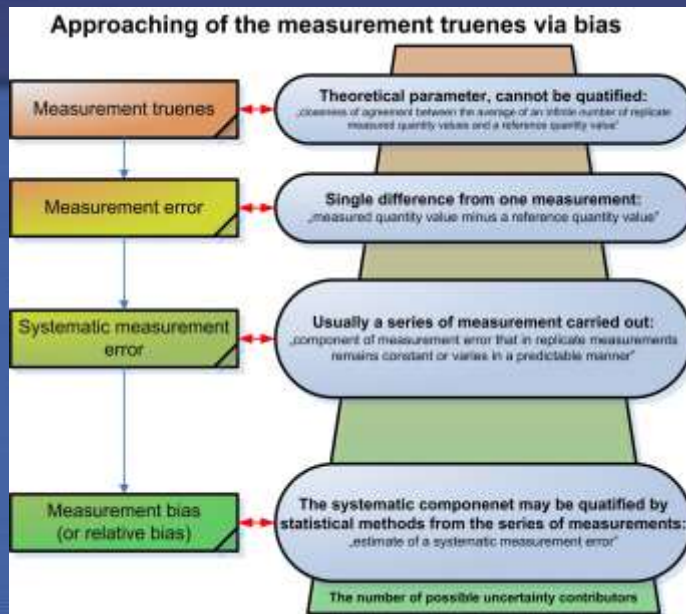 Approaching of the measurement truenes via bias
Measurement truenes
Theoretical parameter, cannot be quatified:
„closeness of agreement between the average of an infinite number of replicate
measured quantity values and a reference quantity value"
Measurement error
Single difference from one measurement:
„measured quantity value minus a reference quantity value"
Systematic measurement
error
Usually a series of measurement carried out:
„component of measurement error that in replicate measurements
remains constant or varies in a predictable manner"
Measurement bias
(or relative bias)
The systematic componenet may be quatified by
statistical methods from the series of measurements:
„estimate of a systematic measurement error"
The number of possible uncertainty contributors